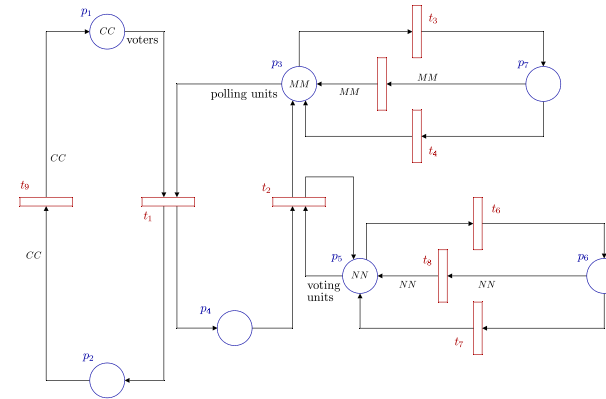 p1
CC
voters
t3
p3
MM
MM
MM
p7
polling units
t4
CC
t9
t1
t2
t6
p5
NN
t8
p6
CC
NN
NN
voting
units
p4
t7
p2